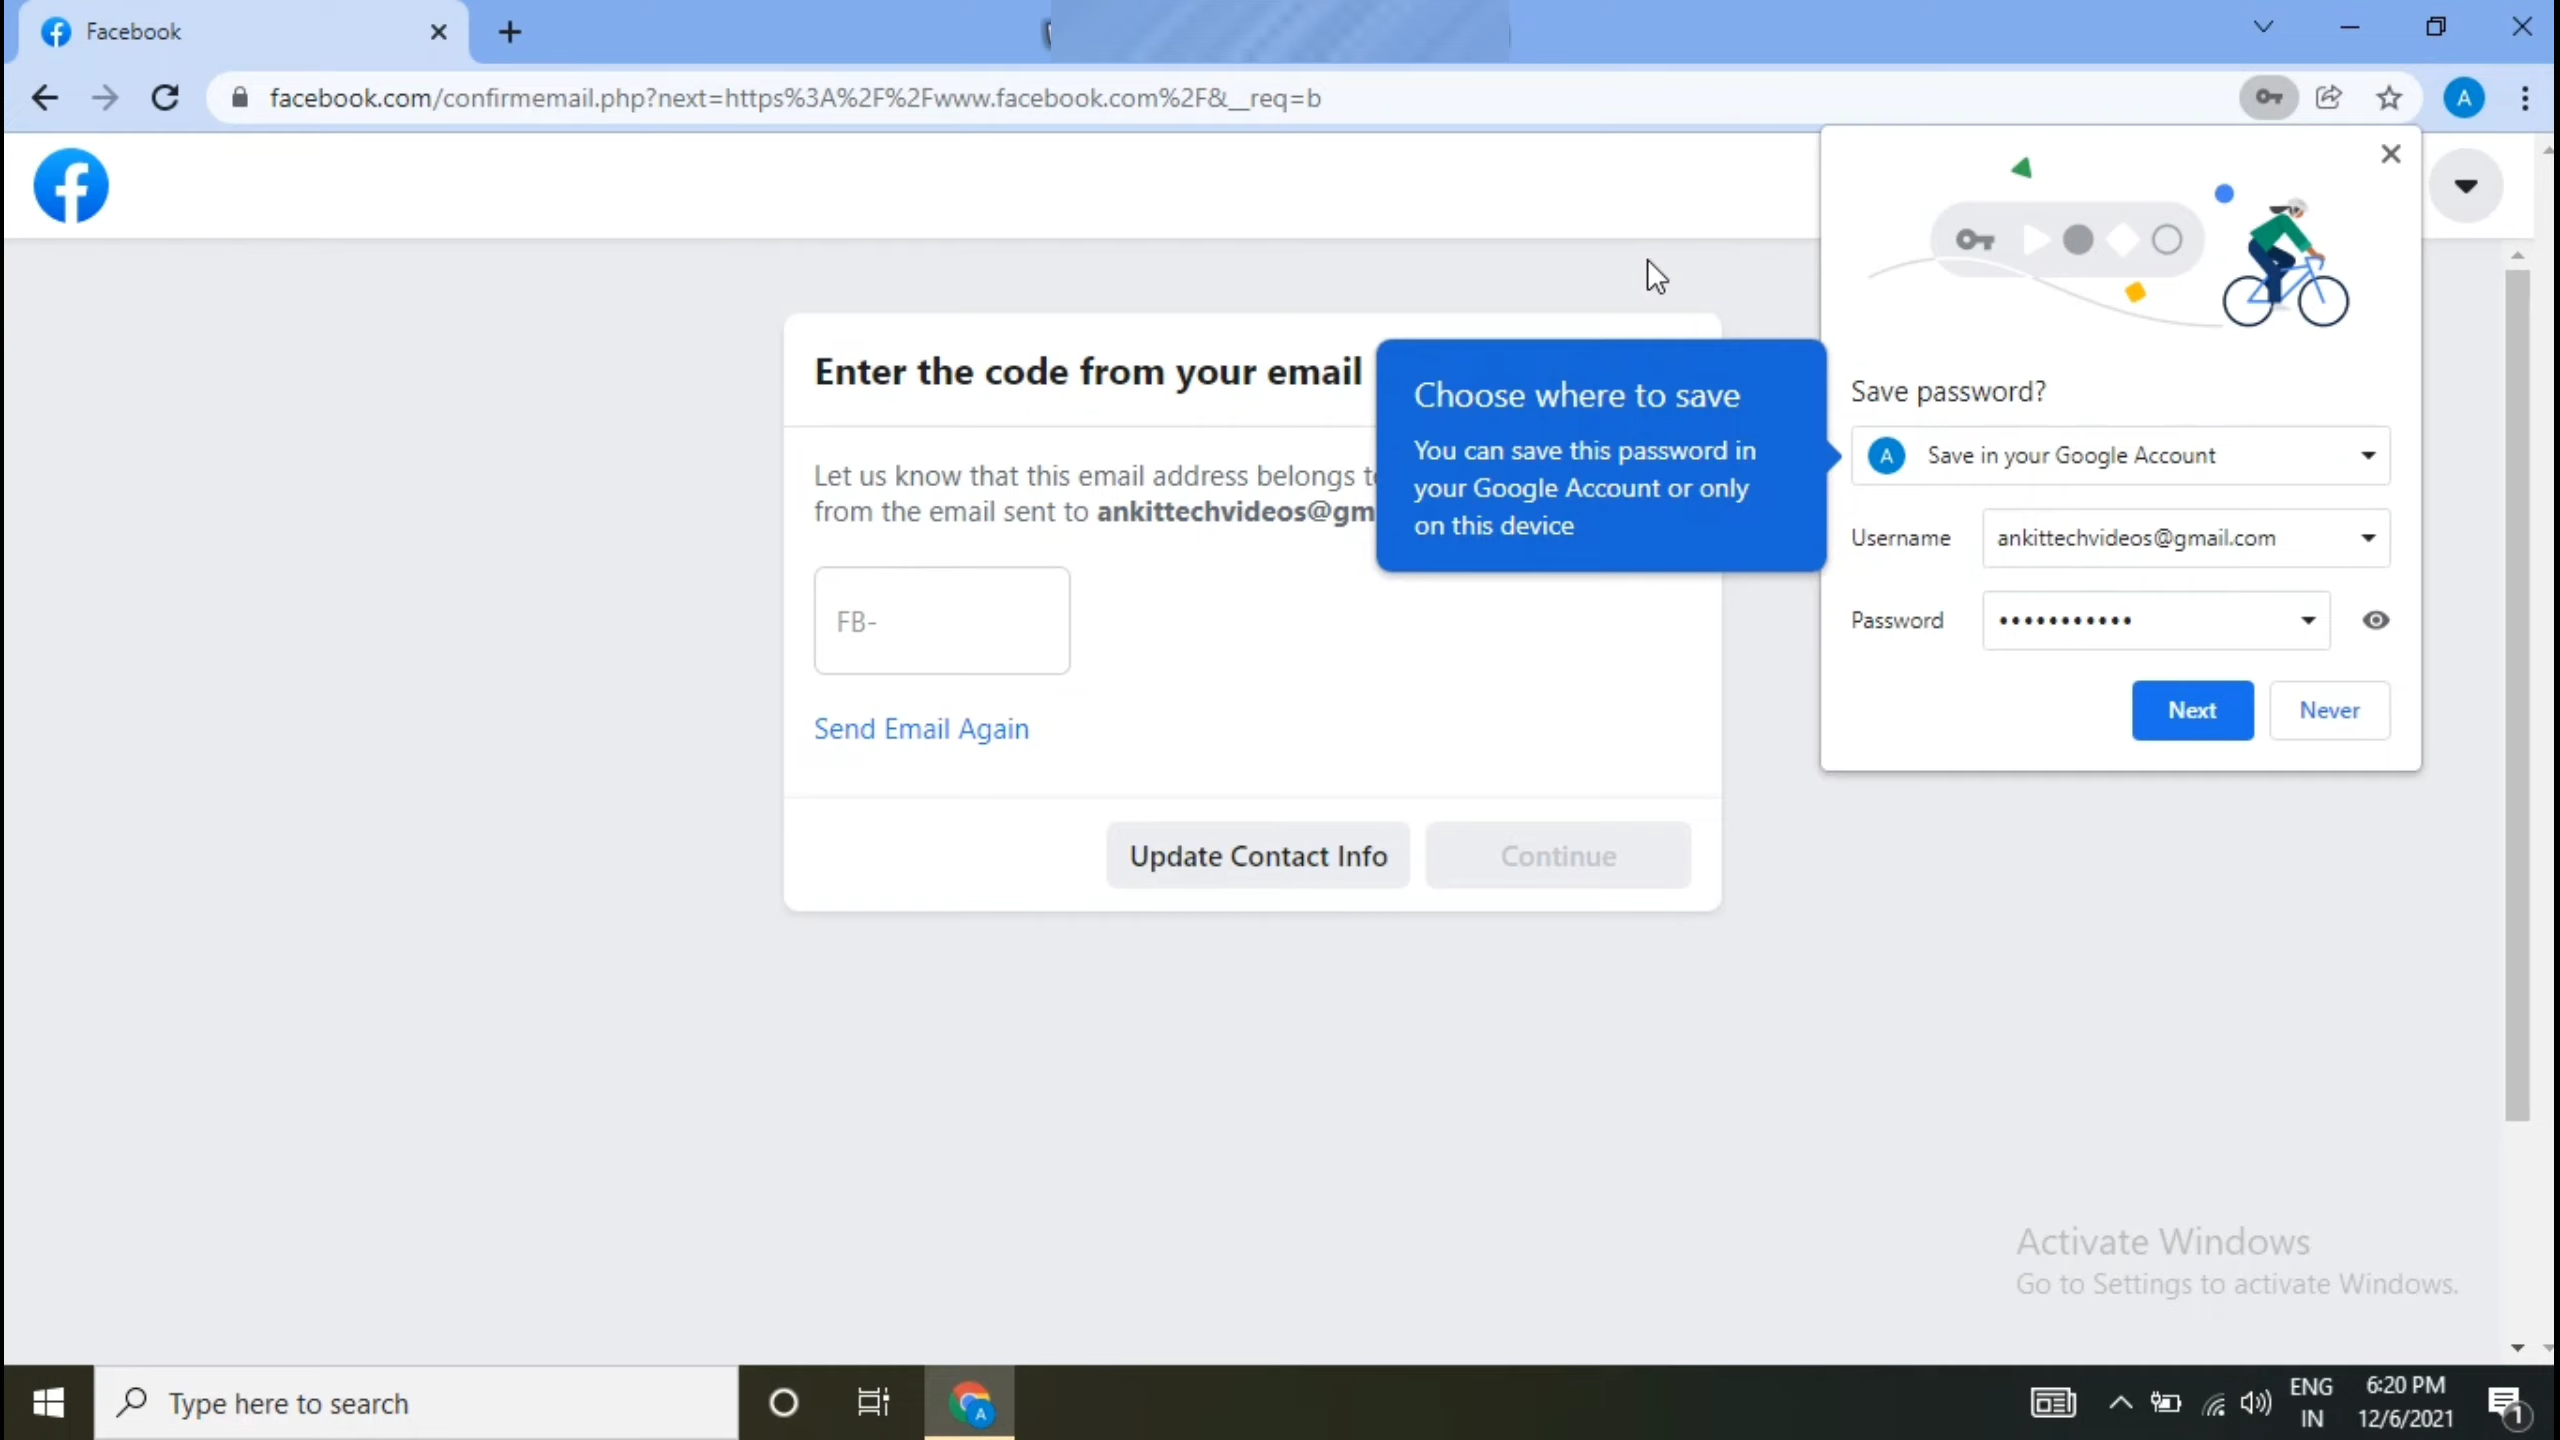 Facebook
facebook.com/confirmemail.php?next=https%3A%2F%2Fwww.facebook.com%2F&__req=b
A
Enter the code from your email
Let us know that this email address belongs t
from the email sent to ankittechvideos@gm
FB-
Send Email Again
Update Contact Info
Continue
Choose where to save
You can save this password in
your Google Account or only
on this device
Save password?
A Save in your Google Account
Username ankittechvideos@gmail.com
Password •••••••••••
Next Never
Activate Windows
Go to Settings to activate Windows.
Type here to search
A
ENG
IN
6:20 PM
12/6/2021
1